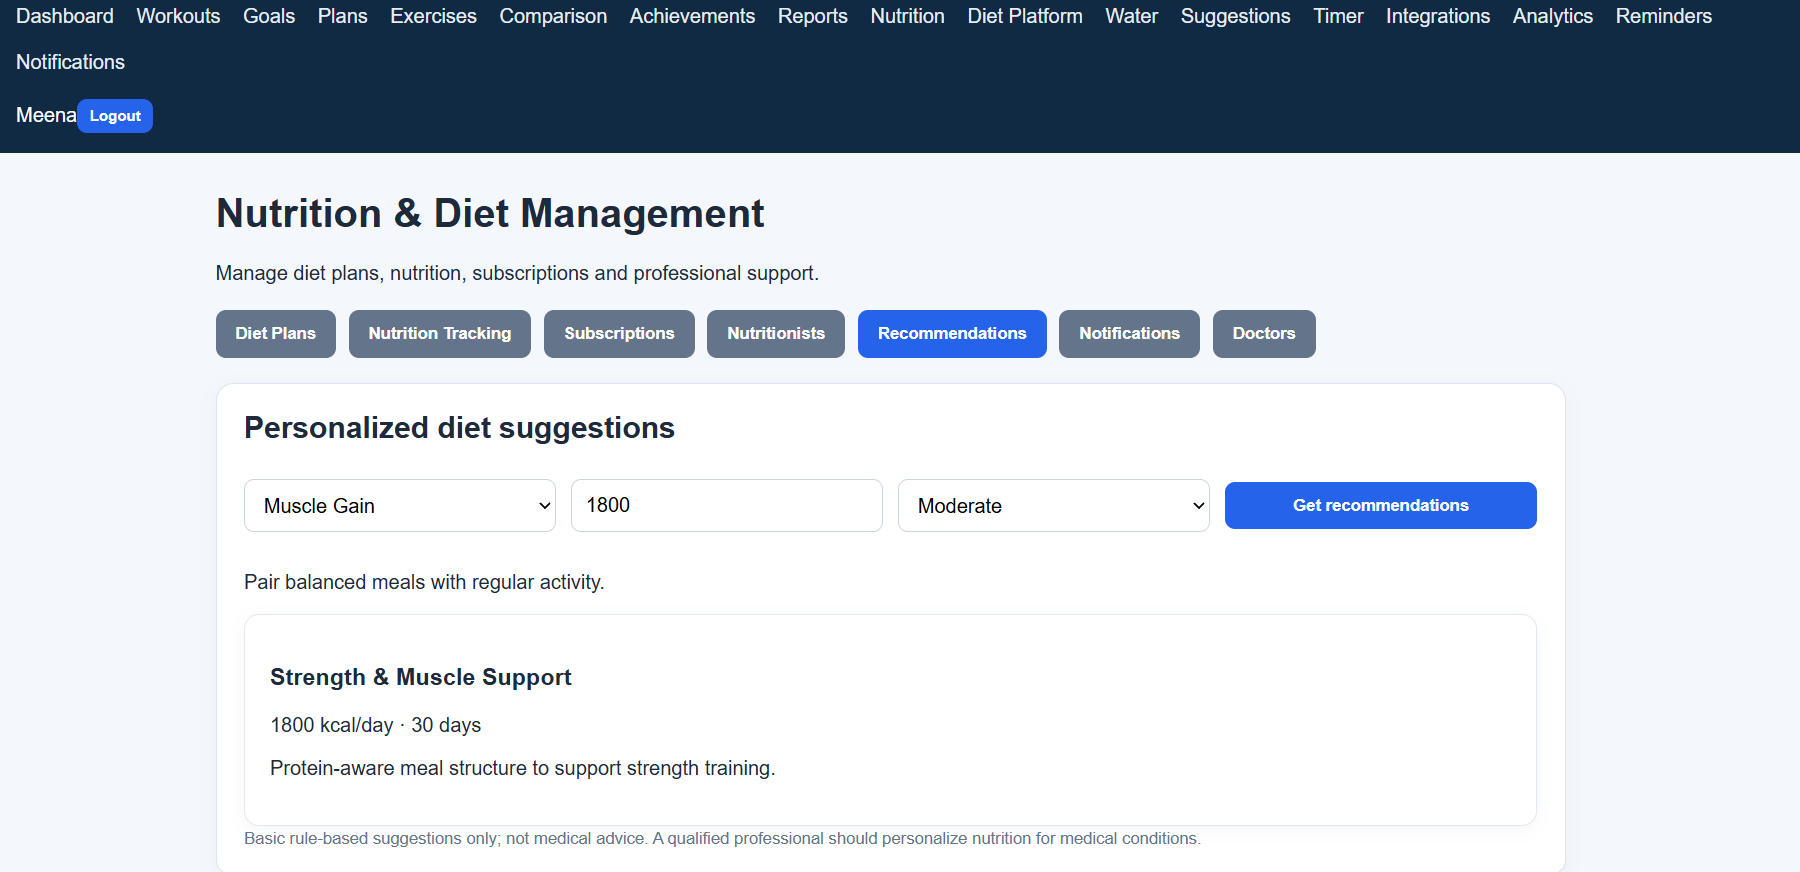 Dashboard Workouts Goals Plans Exercises Comparison Achievements Reports Nutrition Diet Platform Water Suggestions Timer Integrations Analytics Reminders
Notifications
Meena Logout
Nutrition & Diet Management
Manage diet plans, nutrition, subscriptions and professional support.
Diet Plans Nutrition Tracking Subscriptions Nutritionists Recommendations Notifications Doctors
Personalized diet suggestions
Muscle Gain 1800 Moderate Get recommendations
Pair balanced meals with regular activity.
Strength & Muscle Support
1800 kcal/day · 30 days
Protein-aware meal structure to support strength training.
Basic rule-based suggestions only; not medical advice. A qualified professional should personalize nutrition for medical conditions.